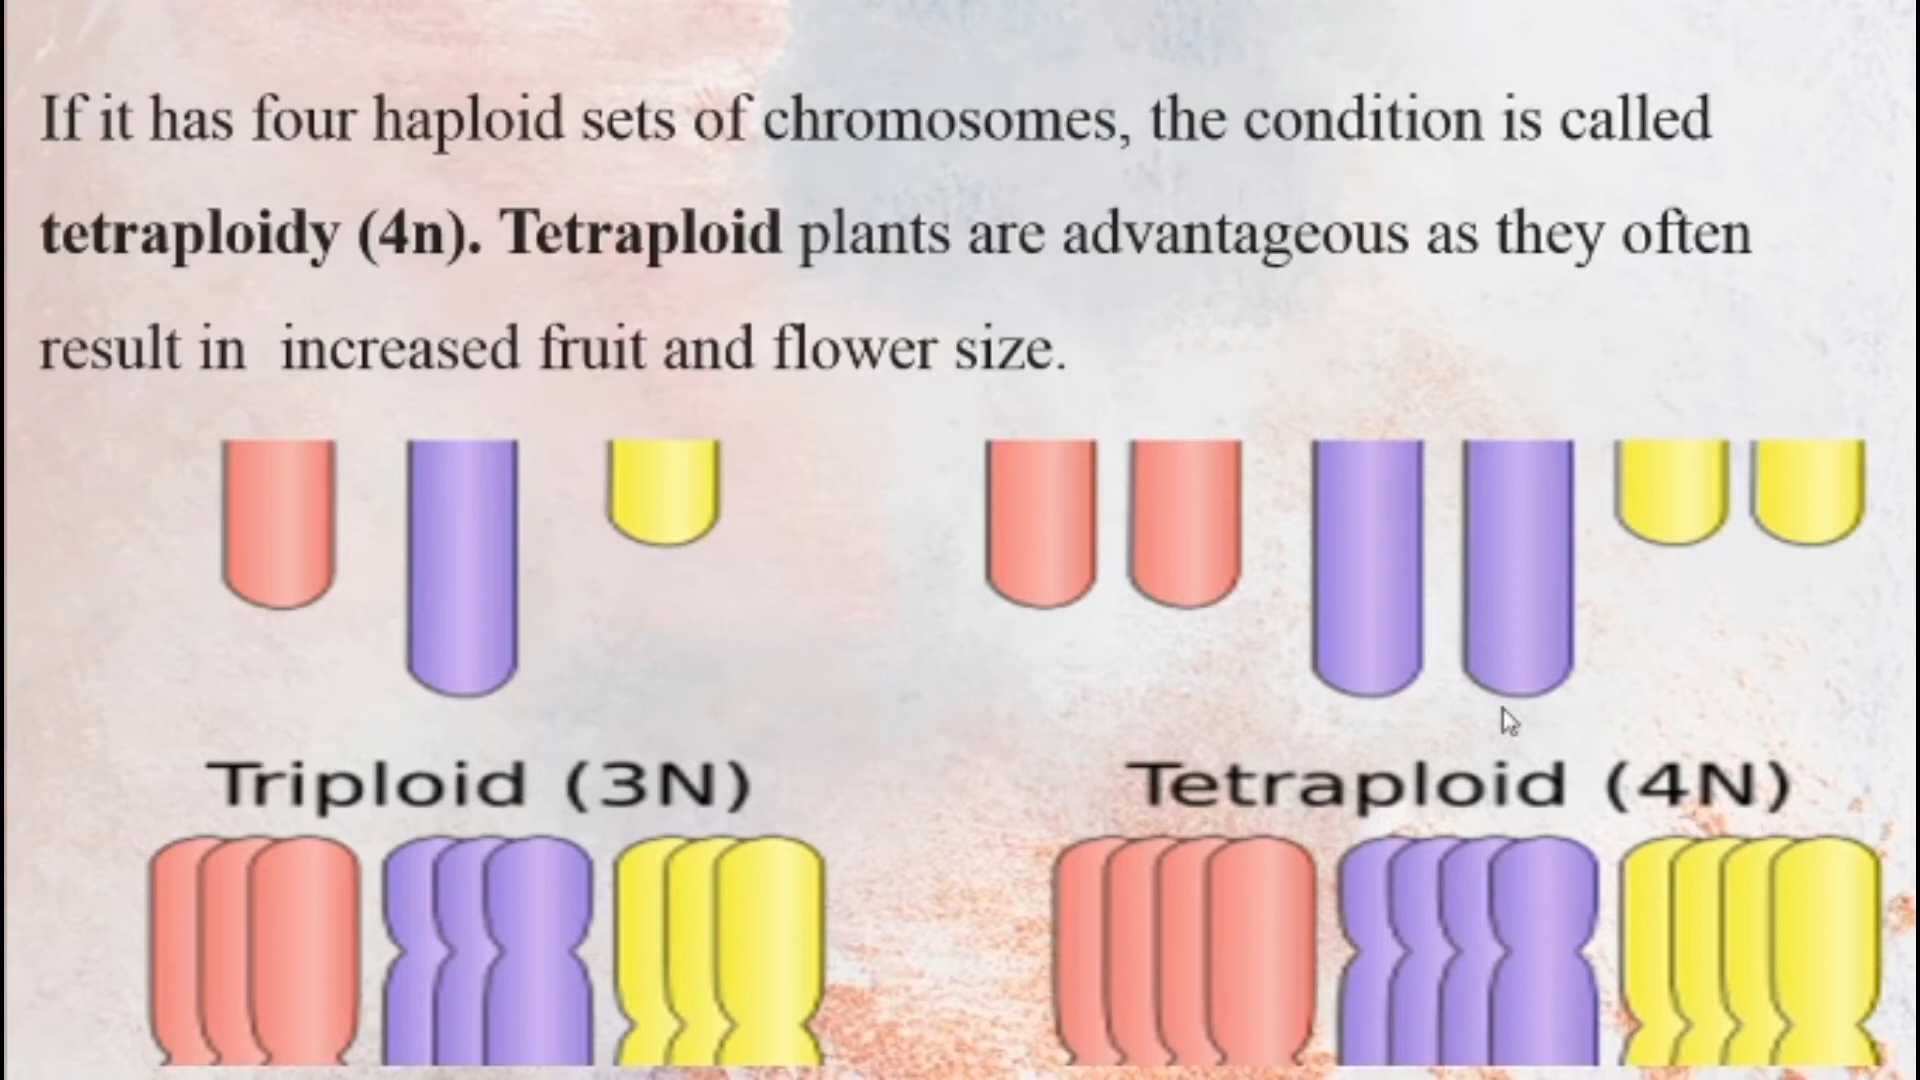 If it has four haploid sets of chromosomes, the condition is called
tetraploidy (4n). Tetraploid plants are advantageous as they often
result in increased fruit and flower size.
Triploid (3N)
Tetraploid (4N)